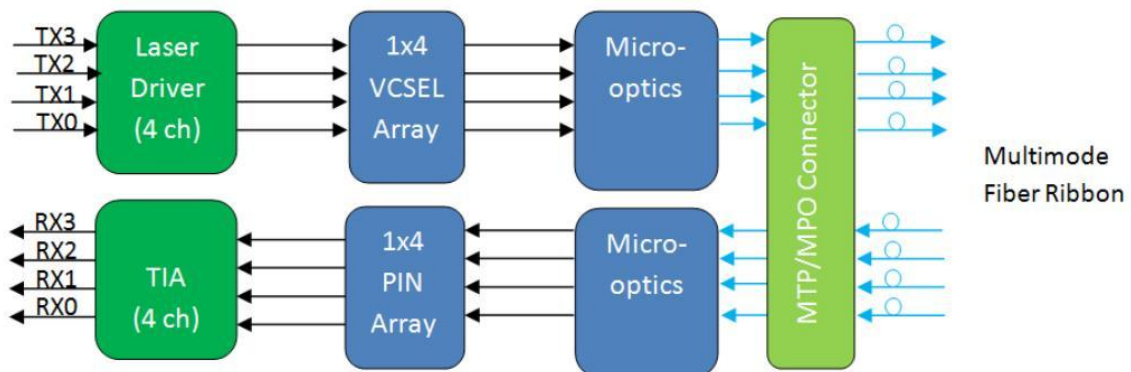 TX3
TX2
TX1
TX0
Laser
Driver
(4 ch)
1x4
VCSEL
Array
Micro-
optics
MTP/MPO Connector
Multimode
Fiber Ribbon
RX3
RX2
RX1
RX0
TIA
(4 ch)
1x4
PIN
Array
Micro-
optics